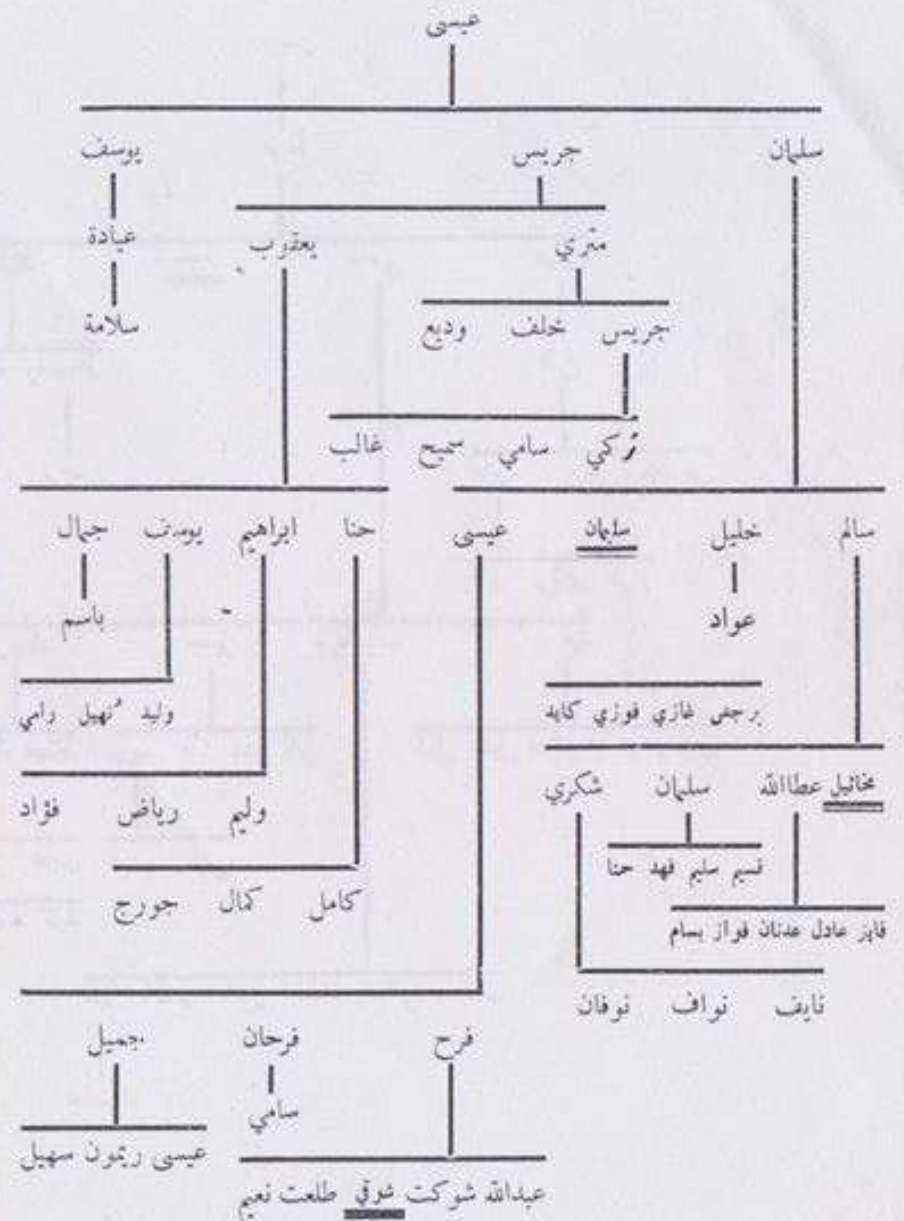 عيسى
سلمان جريس يوسف
متري يعقوب عيادة
جريس خلف وديع سلامة
تركي سامي سميح غالب
سالم خليل سلمان عيسى حنا ابراهيم يوسف جمال
عواد باسم
برجس غازي فوزي كايد وليد نهيل رامي
مخائيل عطاالله سلمان شكري وليم رياض فؤاد
قسيم سليم فهد حنا
كامل كمال جورج
فايز عادل عدنان فواز بسام
نايف نواف نوفان
فرح فرحان جميل
سامي
عيسى ريمون سهيل
عبدالله شوكت شوقي طلعت نعيم